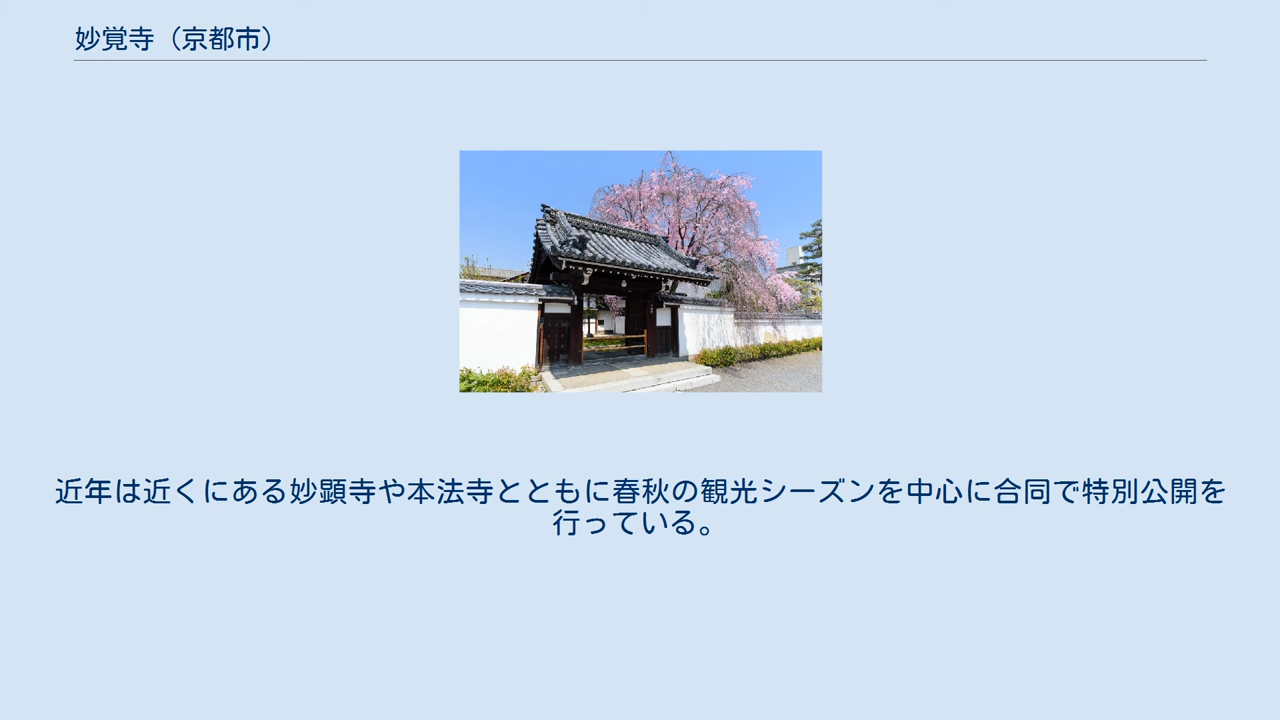 妙覚寺（京都市）
近年は近くにある妙顕寺や本法寺とともに春秋の観光シーズンを中心に合同で特別公開を
行っている。